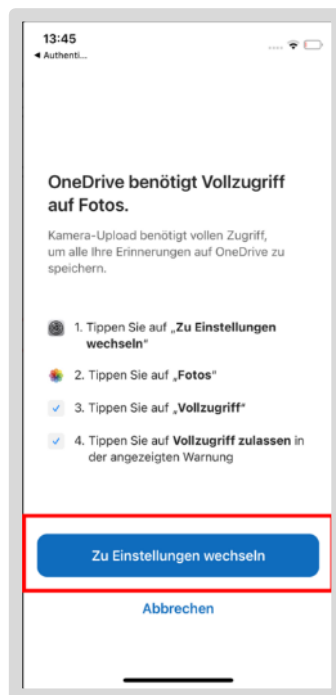 13:45
◀ Authenti...
OneDrive benötigt Vollzugriff
auf Fotos.
Kamera-Upload benötigt vollen Zugriff,
um alle Ihre Erinnerungen auf OneDrive zu
speichern.
1. Tippen Sie auf „Zu Einstellungen
wechseln“
2. Tippen Sie auf „Fotos“
3. Tippen Sie auf „Vollzugriff“
4. Tippen Sie auf Vollzugriff zulassen in
der angezeigten Warnung
Zu Einstellungen wechseln
Abbrechen